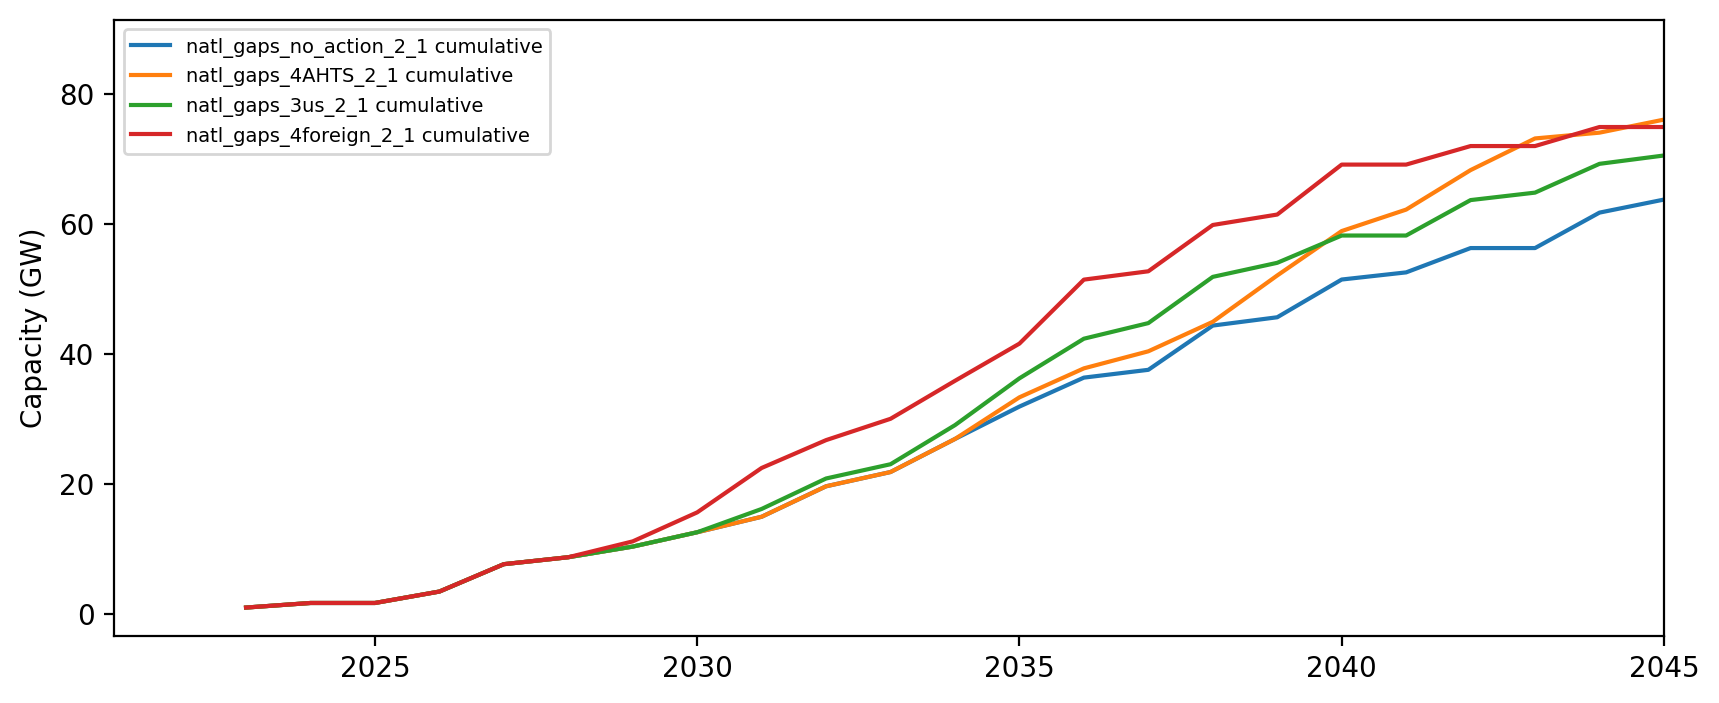 natl_gaps_no_action_2_1 cumulative
natl_gaps_4AHTS_2_1 cumulative
natl_gaps_3us_2_1 cumulative
natl_gaps_4foreign_2_1 cumulative
Capacity (GW)
80
60
40
20
0
2025 2030 2035 2040 2045